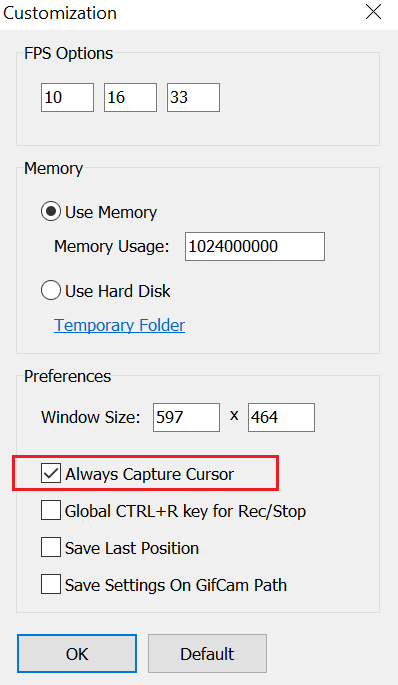 Customization
FPS Options
10 16 33
Memory
Use Memory
Memory Usage: 1024000000
Use Hard Disk
Temporary Folder
Preferences
Window Size: 597 x 464
Always Capture Cursor
Global CTRL+R key for Rec/Stop
Save Last Position
Save Settings On GifCam Path
OK Default